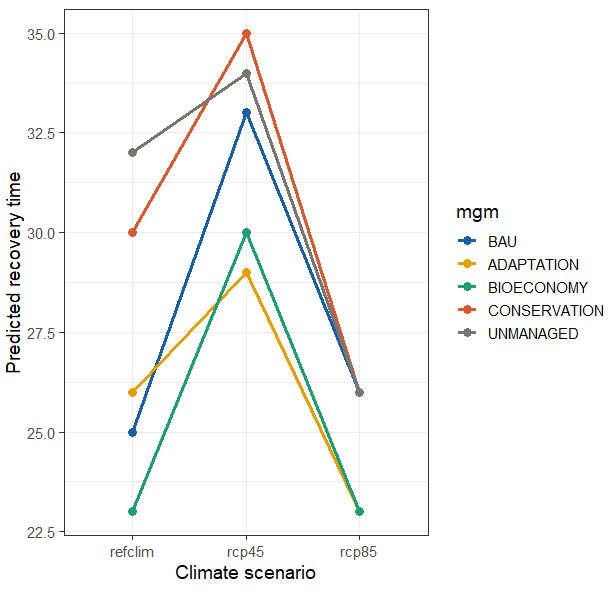 Predicted recovery time
35.0
32.5
30.0
27.5
25.0
22.5
refclim
rcp45
rcp85
Climate scenario
mgm
BAU
ADAPTATION
BIOECONOMY
CONSERVATION
UNMANAGED